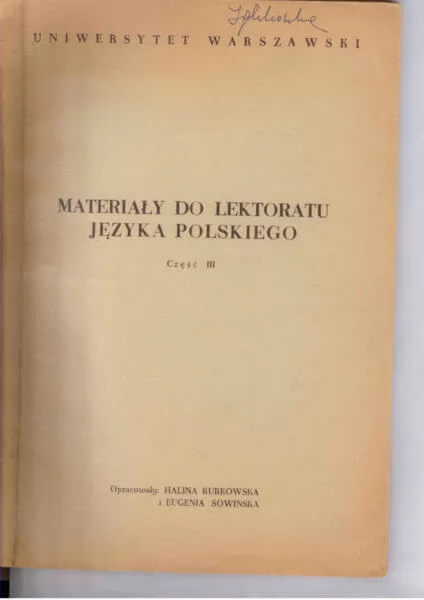 UNIWERSYTET WARSZAWSKI
MATERIAŁY DO LEKTORATU
JĘZYKA POLSKIEGO
Część III
Opracowały: HALINA KURKOWSKA
i EUGENIA SOWIŃSKA